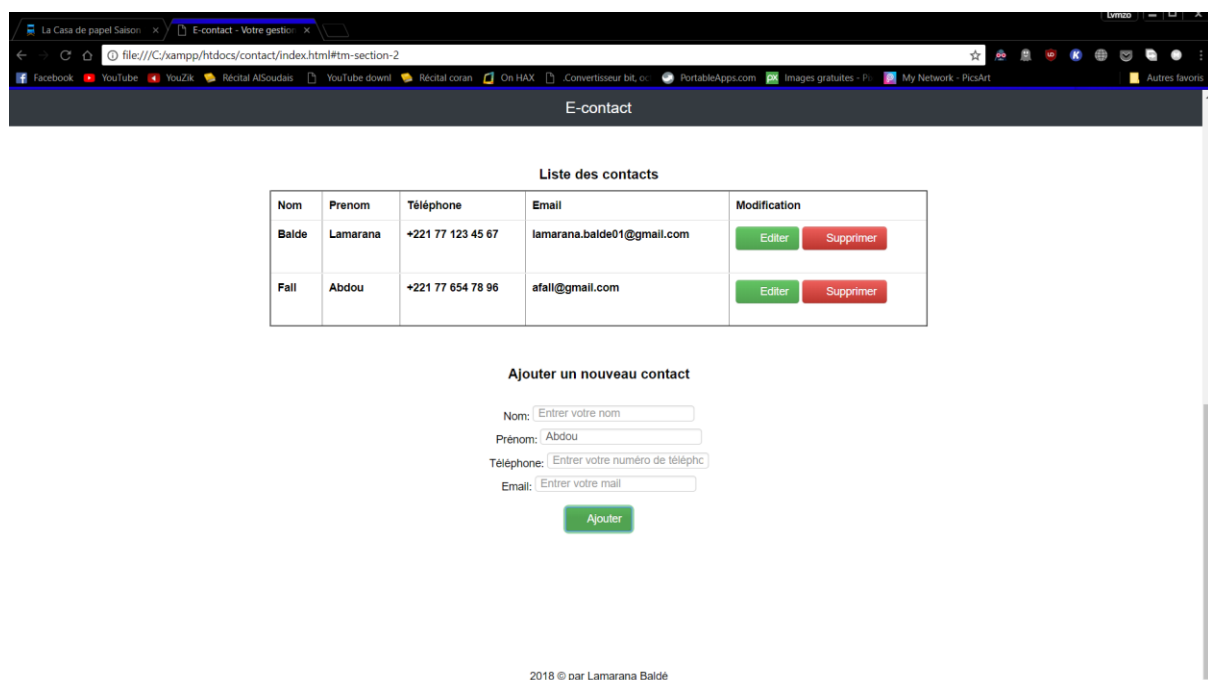 Lvmzo
La Casa de papel Saison
E-contact - Votre gestion
file:///C:/xampp/htdocs/contact/index.html#tm-section-2
Facebook YouTube YouZik Récital AlSoudais YouTube downl Récital coran On HAX .Convertisseur bit, oc PortableApps.com Images gratuites - P My Network - PicsArt Autres favoris
E-contact
Liste des contacts
Nom Prenom Téléphone Email Modification
Balde Lamarana +221 77 123 45 67 lamarana.balde01@gmail.com Editer Supprimer
Fall Abdou +221 77 654 78 96 afall@gmail.com Editer Supprimer
Ajouter un nouveau contact
Nom: Entrer votre nom
Prénom: Abdou
Téléphone: Entrer votre numéro de télépho
Email: Entrer votre mail
Ajouter
2018 © par Lamarana Baldé